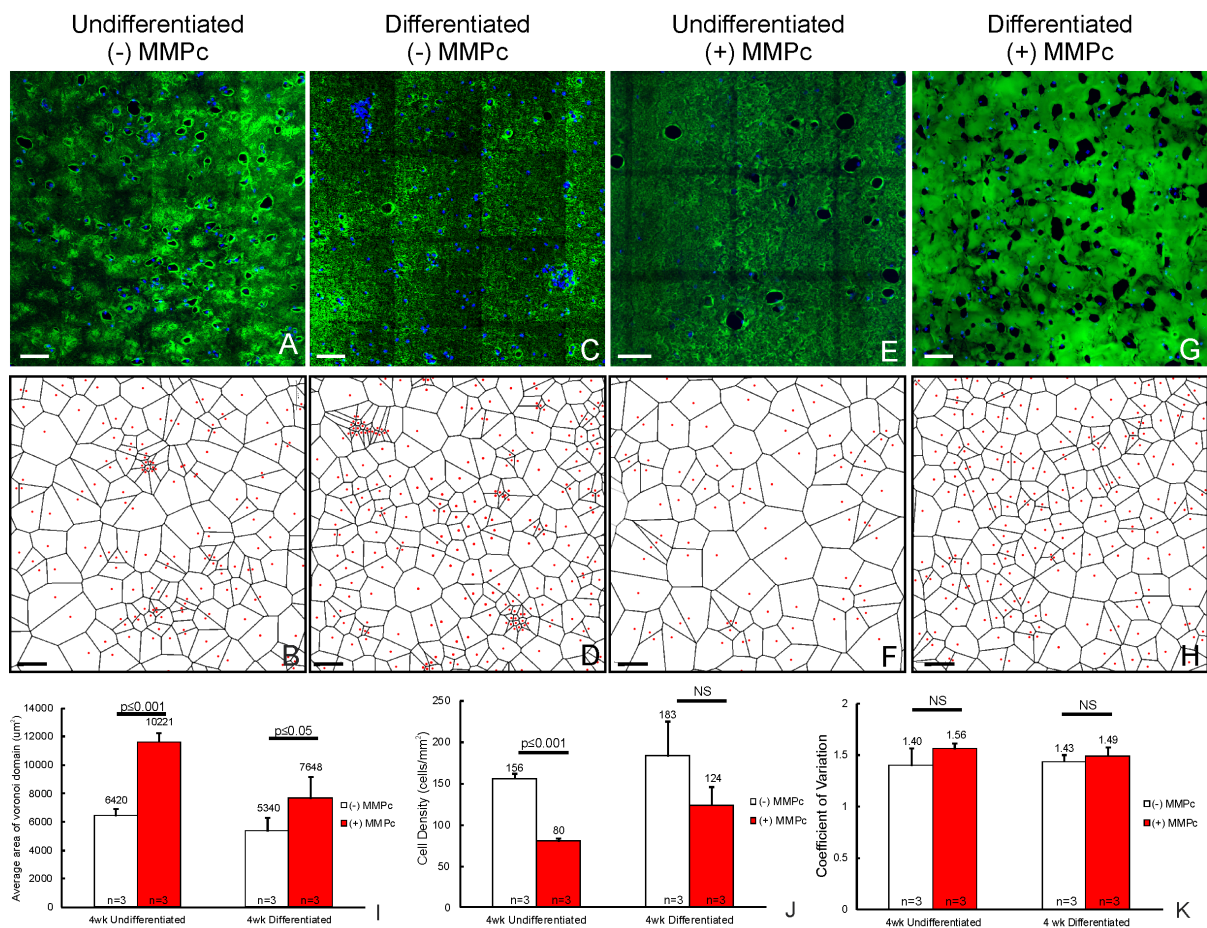 Undifferentiated
(-) MMPc
Differentiated
(-) MMPc
Undifferentiated
(+) MMPc
Differentiated
(+) MMPc
A
C
E
G
B
D
F
H
Average area of voronoi domain (um²)
14000
12000
10000
8000
6000
4000
2000
0
p≤0.001
10221
6420
p≤0.05
7648
5340
(-) MMPc
(+) MMPc
n=3
n=3
n=3
n=3
4wk Undifferentiated
4wk Differentiated
I
Cell Density (cells/mm²)
250
200
150
100
50
0
NS
183
p≤0.001
156
124
80
(-) MMPc
(+) MMPc
n=3
n=3
n=3
n=3
4wk Undifferentiated
4wk Differentiated
J
Coefficient of Variation
2
1.5
1
0.5
0
NS
NS
1.40
1.56
1.43
1.49
(-) MMPc
(+) MMPc
n=3
n=3
n=3
n=3
4wk Undifferentiated
4 wk Differentiated
K